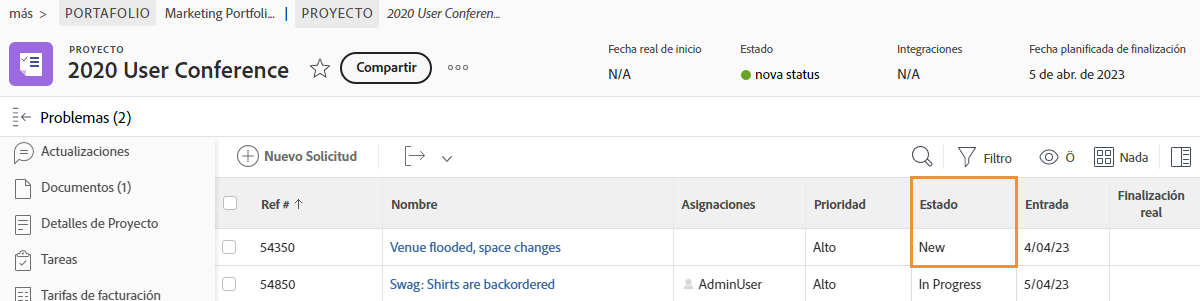 más > PORTAFOLIO Marketing Portfoli... | PROYECTO 2020 User Conferen...
PROYECTO
2020 User Conference Compartir
Fecha real de inicio Estado Integraciones Fecha planificada de finalización
N/A nova status N/A 5 de abr. de 2023
Problemas (2)
Actualizaciones
Documentos (1)
Detalles de Proyecto
Tareas
Tarifas de facturación
Nuevo Solicitud Filtro Ö Nada
Ref # ↑ Nombre Asignaciones Prioridad Estado Entrada Finalización real
54350 Venue flooded, space changes Alto New 4/04/23
54850 Swag: Shirts are backordered AdminUser Alto In Progress 5/04/23